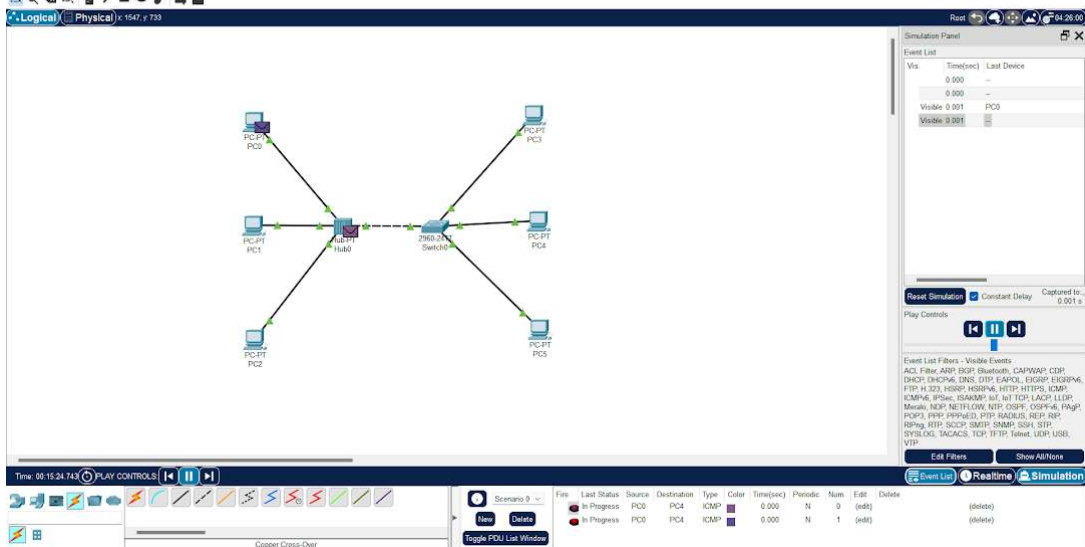 Logical Physical x: 1547, y: 733 Root 04:26:00
Simulation Panel
Event List
Vis. Time(sec) Last Device
0.000 --
0.000 --
Visible 0.001 PC0
Visible 0.001 --
PC-PT
PC0
PC-PT
PC3
PC-PT
PC1
Hub-PT
Hub0
2960-24TT
Switch0
PC-PT
PC4
PC-PT
PC2
PC-PT
PC5
Reset Simulation Constant Delay Captured to:
0.001 s
Play Controls
Event List Filters - Visible Events
ACL Filter, ARP, BGP, Bluetooth, CAPWAP, CDP,
DHCP, DHCPv6, DNS, DTP, EAPOL, EIGRP, EIGRPv6,
FTP, H.323, HSRP, HSRPv6, HTTP, HTTPS, ICMP,
ICMPv6, IPSec, ISAKMP, IoT, IoT TCP, LACP, LLDP,
Meraki, NDP, NETFLOW, NTP, OSPF, OSPFv6, PAgP,
POP3, PPP, PPPoED, PTP, RADIUS, REP, RIP,
RIPng, RTP, SCCP, SMTP, SNMP, SSH, STP,
SYSLOG, TACACS, TCP, TFTP, Telnet, UDP, USB,
VTP
Edit Filters Show All/None
Time: 00:15:24.743 PLAY CONTROLS: Event List Realtime Simulation
Scenario 0
New Delete
Toggle PDU List Window
Fire Last Status Source Destination Type Color Time(sec) Periodic Num Edit Delete
In Progress PC0 PC4 ICMP 0.000 N 0 (edit) (delete)
In Progress PC0 PC4 ICMP 0.000 N 1 (edit) (delete)
Copper Cross-Over